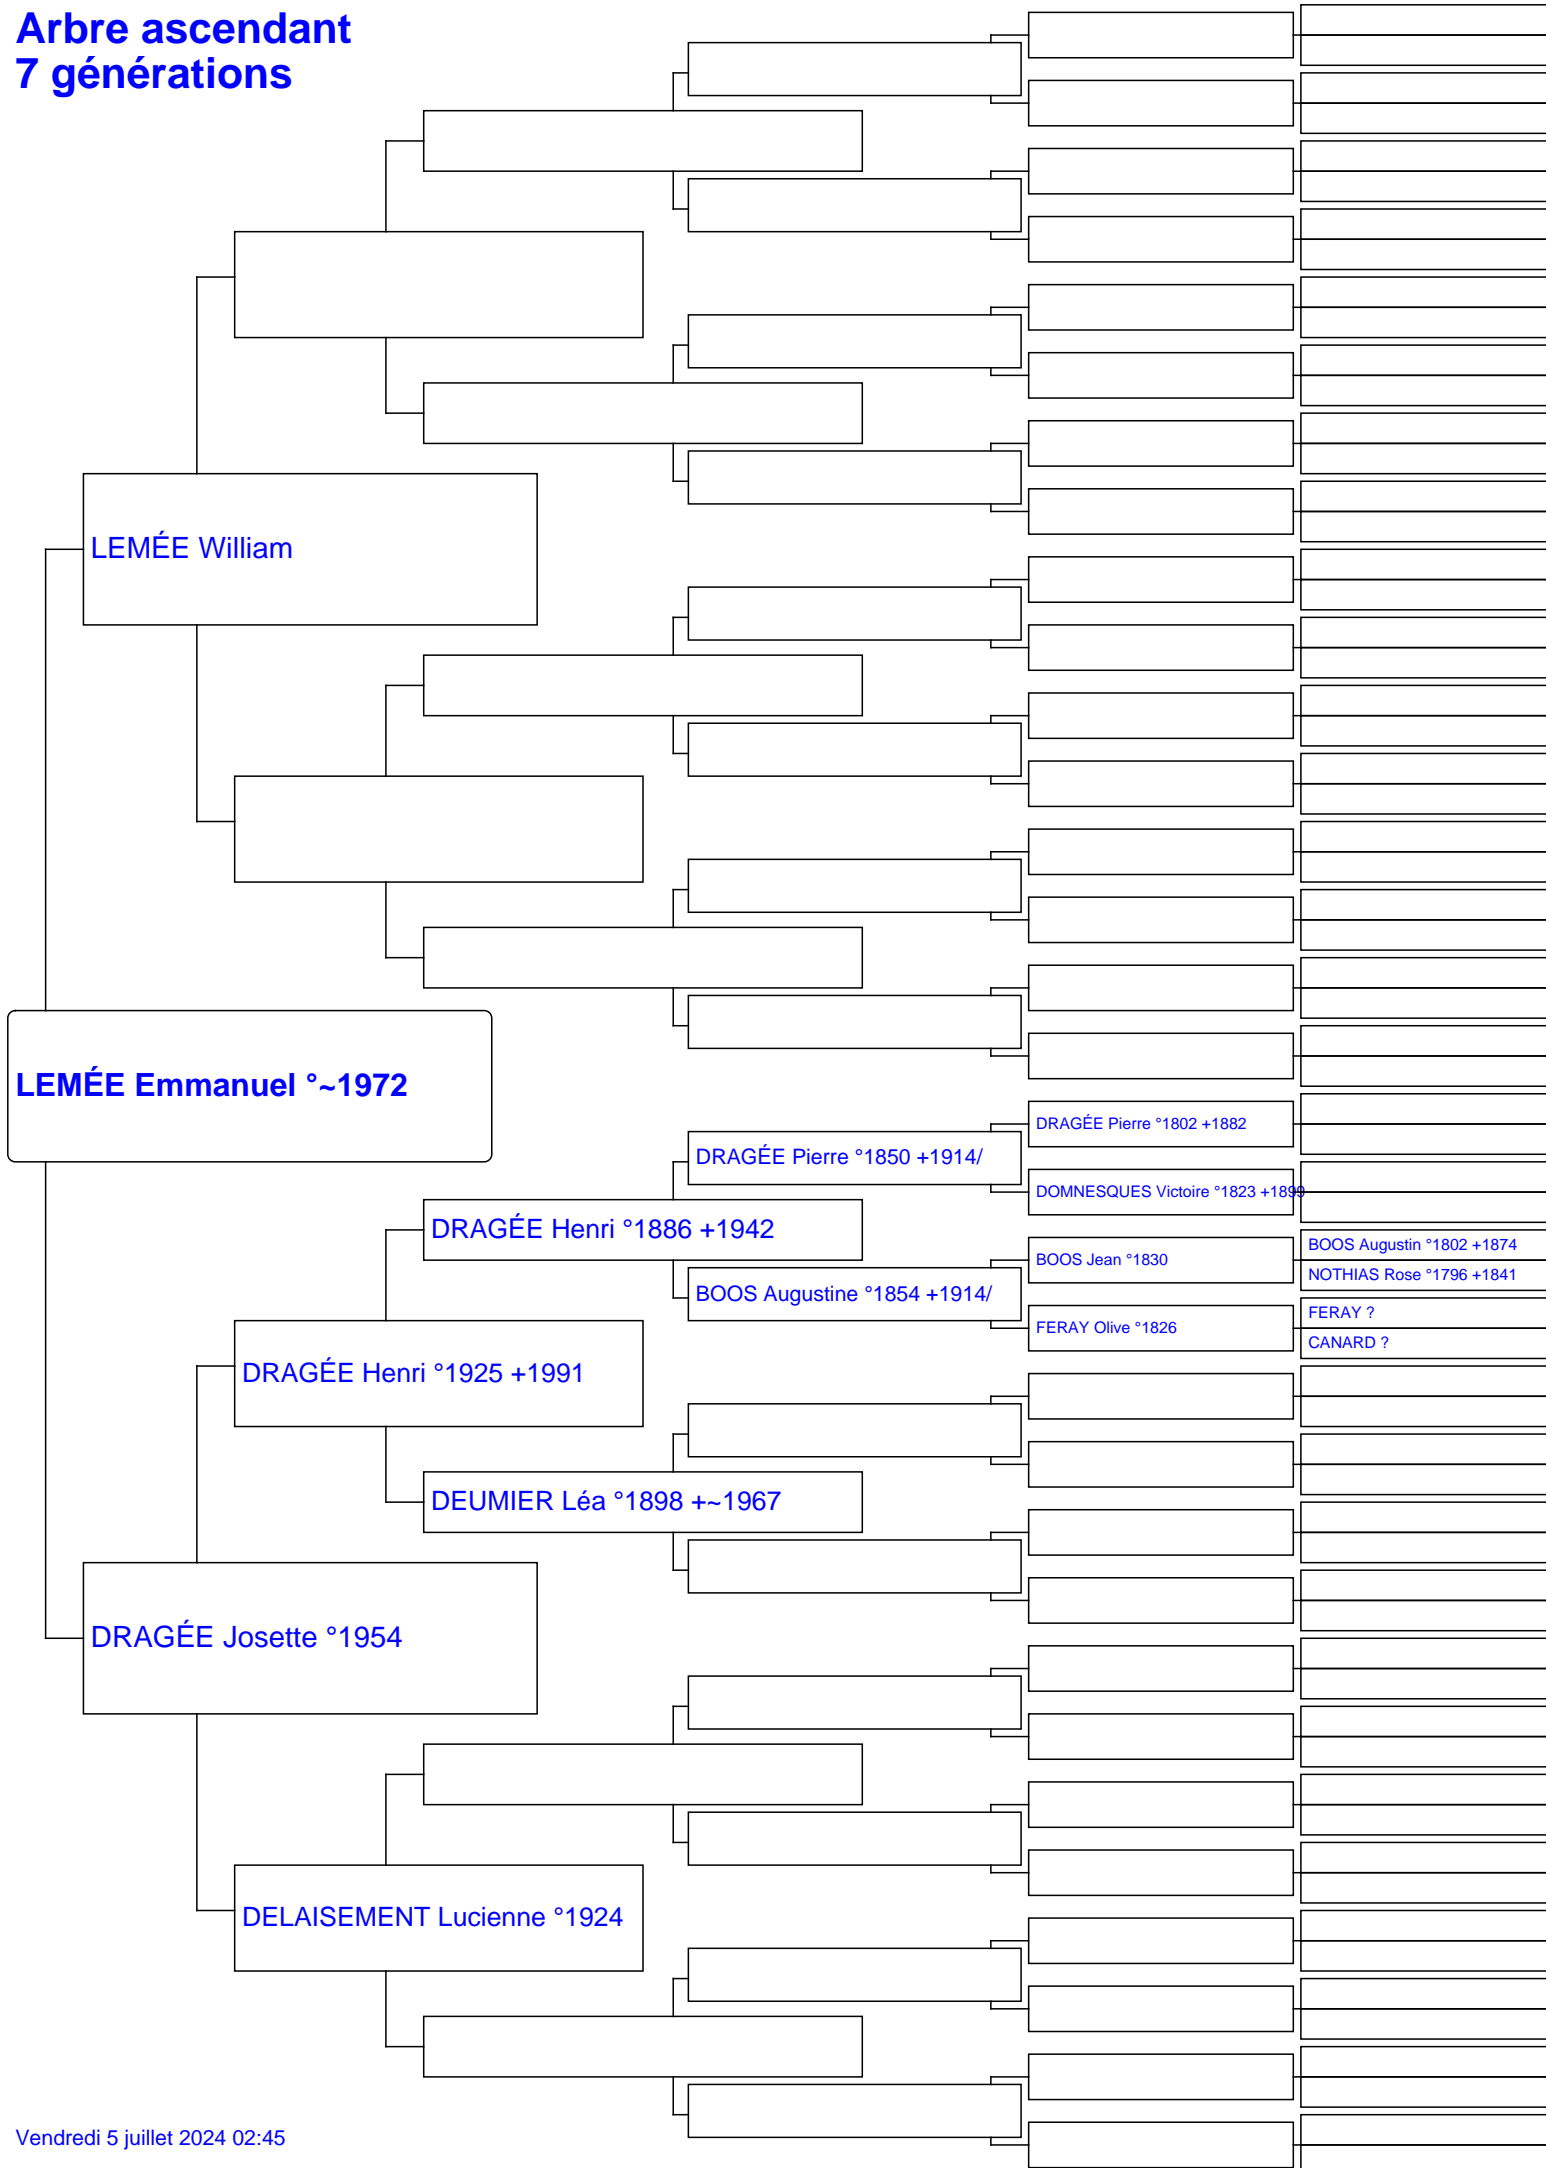 Arbre ascendant
7 générations
LEMÉE William
LEMÉE Emmanuel °~1972
DRAGÉE Pierre °1802 +1882
DRAGÉE Pierre °1850 +1914/
DOMNESQUES Victoire °1823 +1899
DRAGÉE Henri °1886 +1942
BOOS Augustin °1802 +1874
BOOS Jean °1830
NOTHIAS Rose °1796 +1841
BOOS Augustine °1854 +1914/
FERAY ?
FERAY Olive °1826
CANARD ?
DRAGÉE Henri °1925 +1991
DEUMIER Léa °1898 +~1967
DRAGÉE Josette °1954
DELAISEMENT Lucienne °1924
Vendredi 5 juillet 2024 02:45